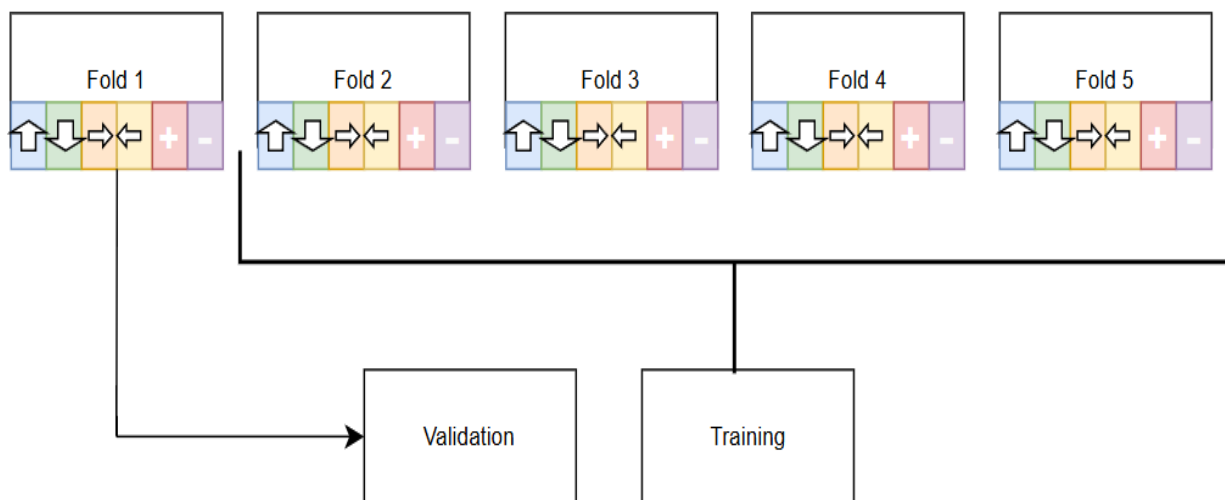 Fold 1
Fold 2
Fold 3
Fold 4
Fold 5
+ -
+ -
+ -
+ -
+ -
Validation
Training